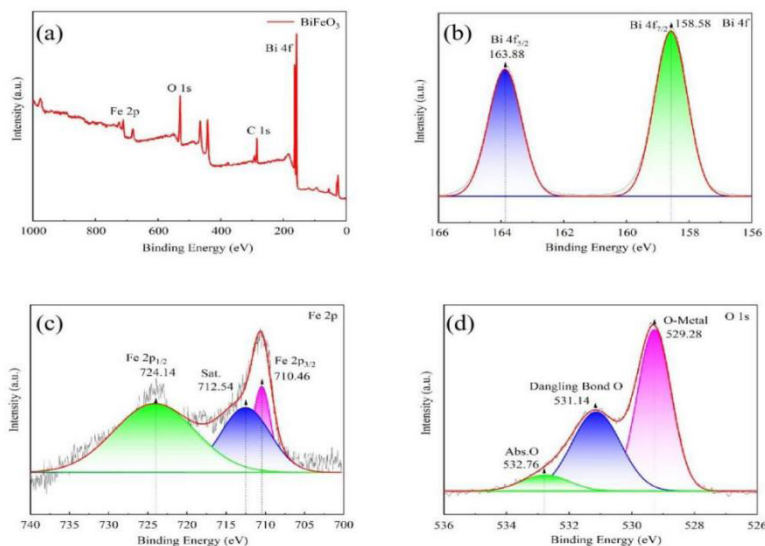 (a)
BiFeO₃
Bi 4f
O 1s
Fe 2p
C 1s
Intensity (a.u.)
1000 800 600 400 200 0
Binding Energy (eV)
(b)
Bi 4f₅/₂
163.88
Bi 4f₇/₂ 158.58 Bi 4f
Intensity (a.u.)
166 164 162 160 158 156
Binding Energy (eV)
(c)
Fe 2p
Fe 2p₁/₂
724.14
Sat.
712.54
Fe 2p₃/₂
710.46
Intensity (a.u.)
740 735 730 725 720 715 710 705 700
Binding Energy (eV)
(d)
O 1s
O-Metal
529.28
Dangling Bond O
531.14
Abs.O
532.76
Intensity (a.u.)
536 534 532 530 528 526
Binding Energy (eV)